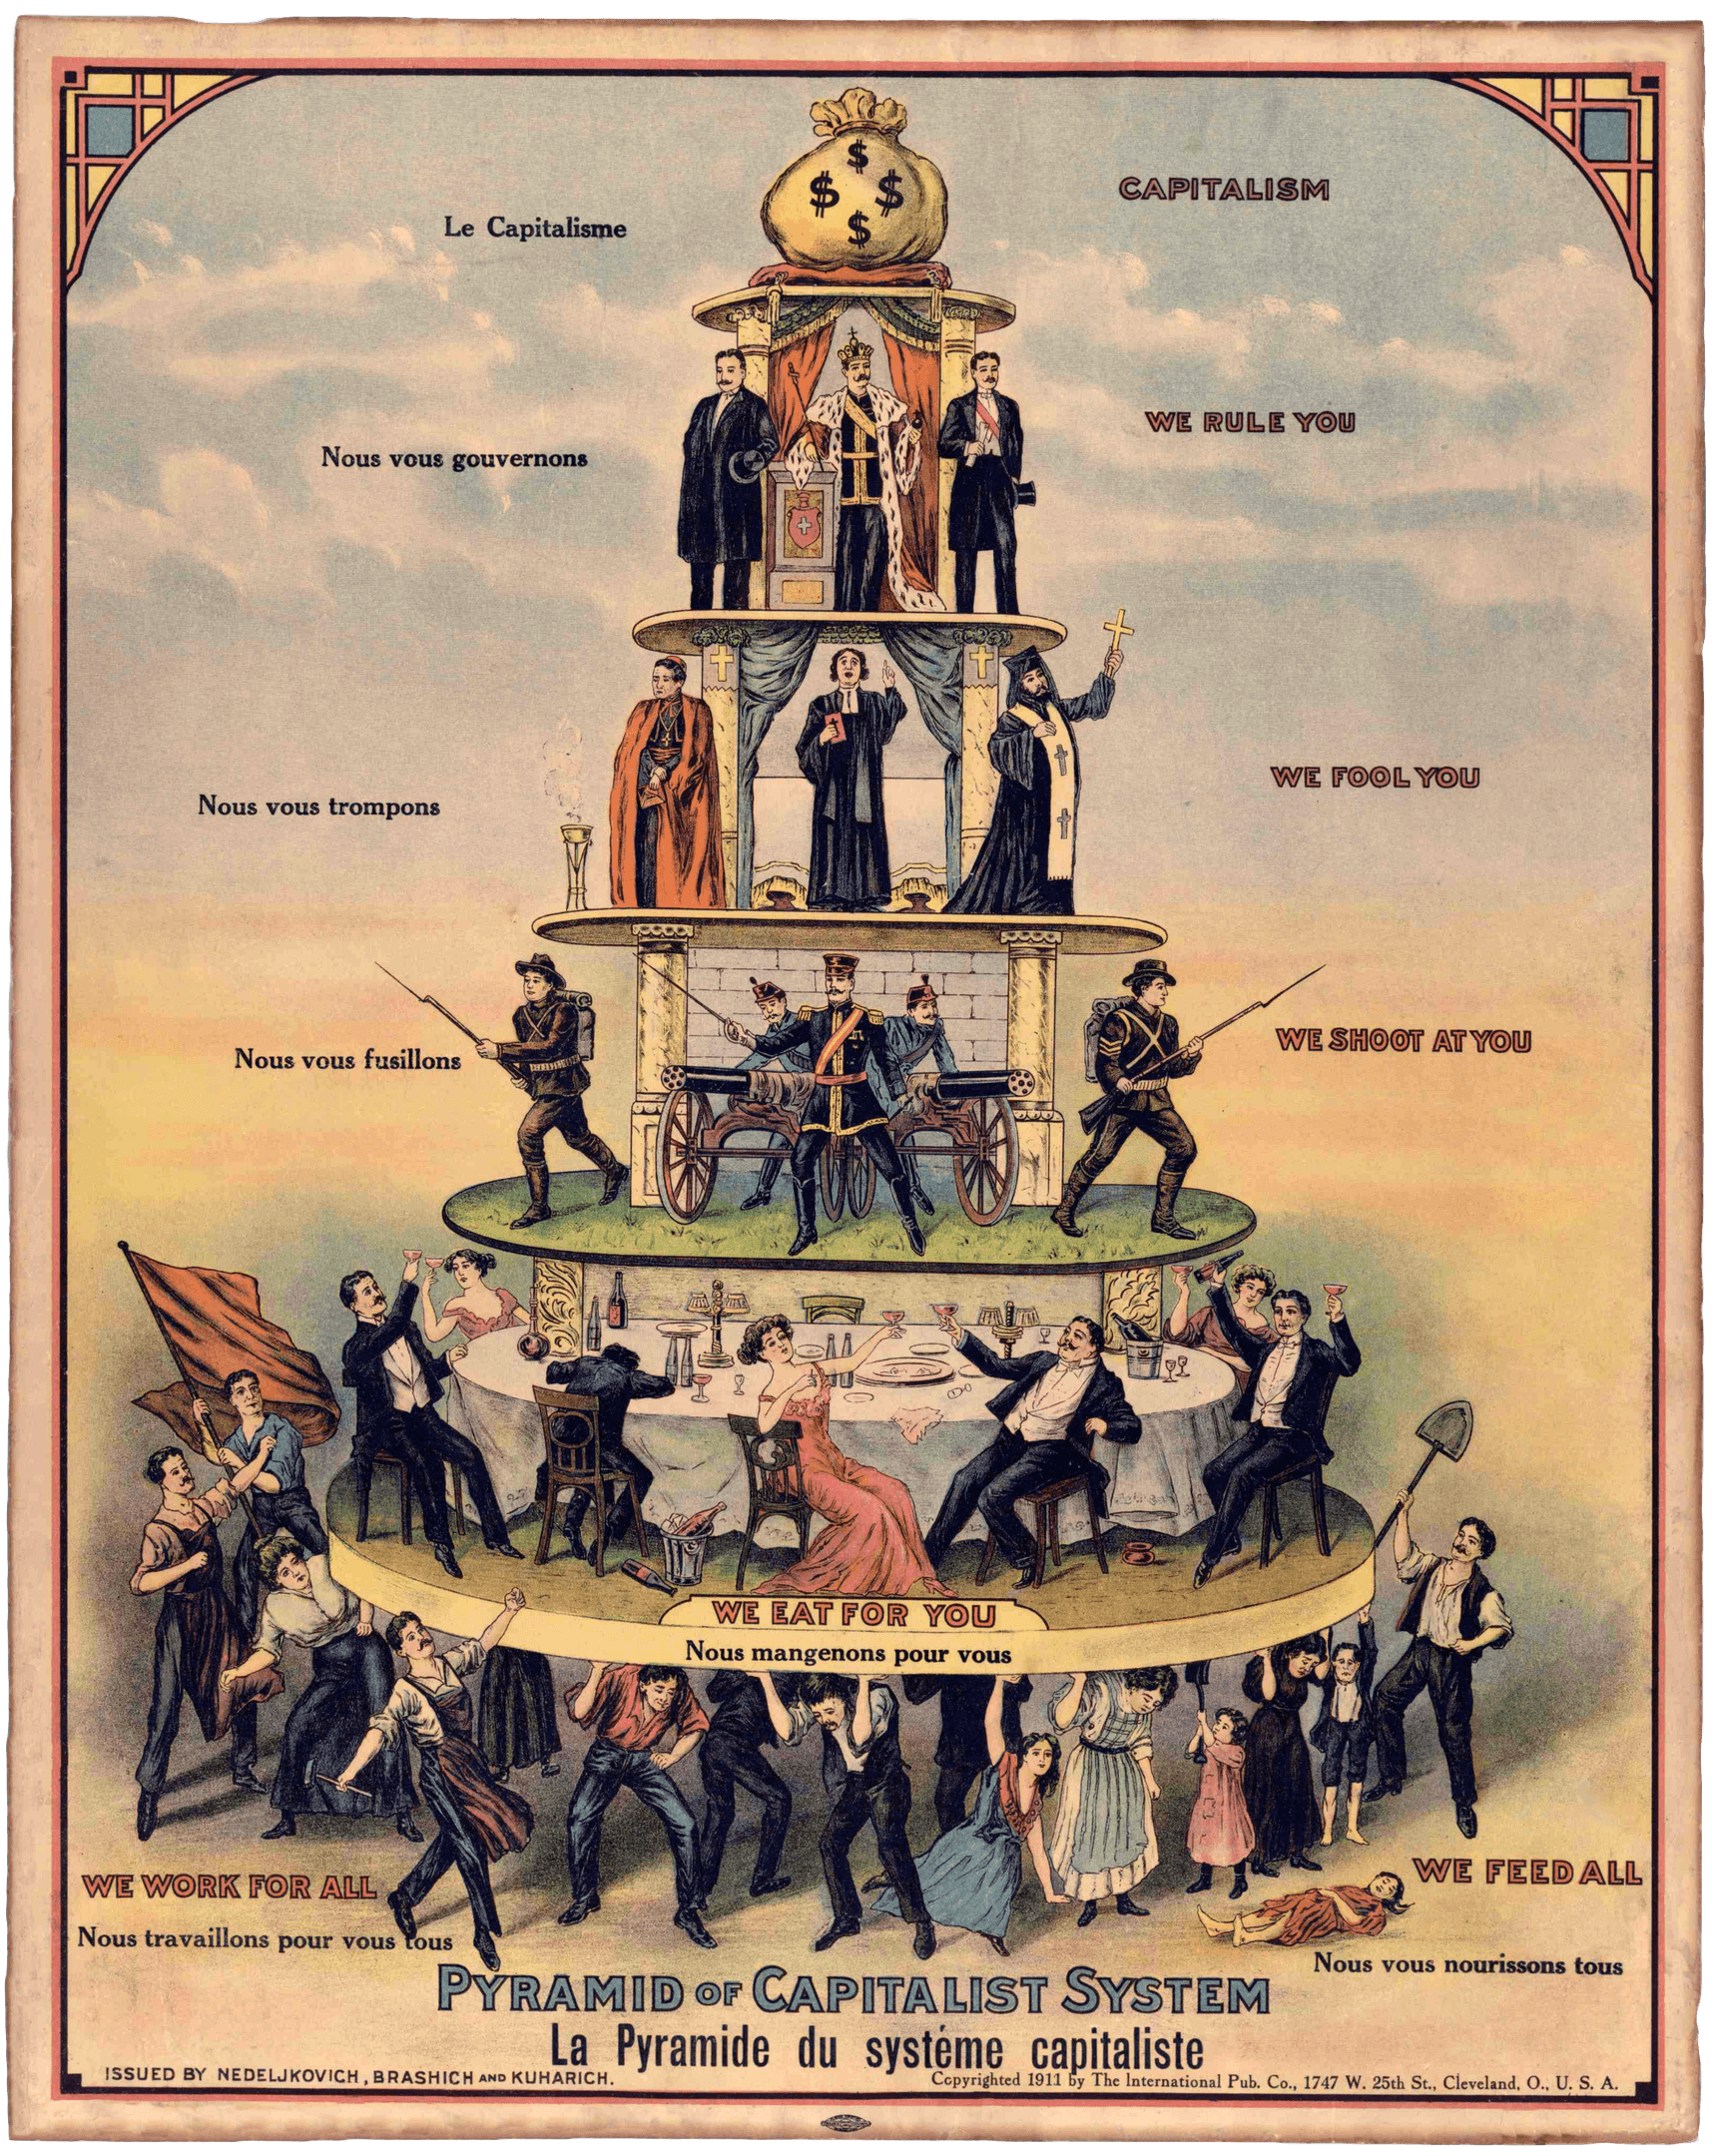 $
$ $
$
CAPITALISM
Le Capitalisme
WE RULE YOU
Nous vous gouvernons
WE FOOL YOU
Nous vous trompons
WE SHOOT AT YOU
Nous vous fusillons
WE EAT FOR YOU
Nous mangenons pour vous
WE WORK FOR ALL
Nous travaillons pour vous tous
WE FEED ALL
Nous vous nourissons tous
PYRAMID OF CAPITALIST SYSTEM
La Pyramide du systéme capitaliste
ISSUED BY NEDELJKOVICH, BRASHICH AND KUHARICH.
Copyrighted 1911 by The International Pub. Co., 1747 W. 25th St., Cleveland, O., U. S. A.